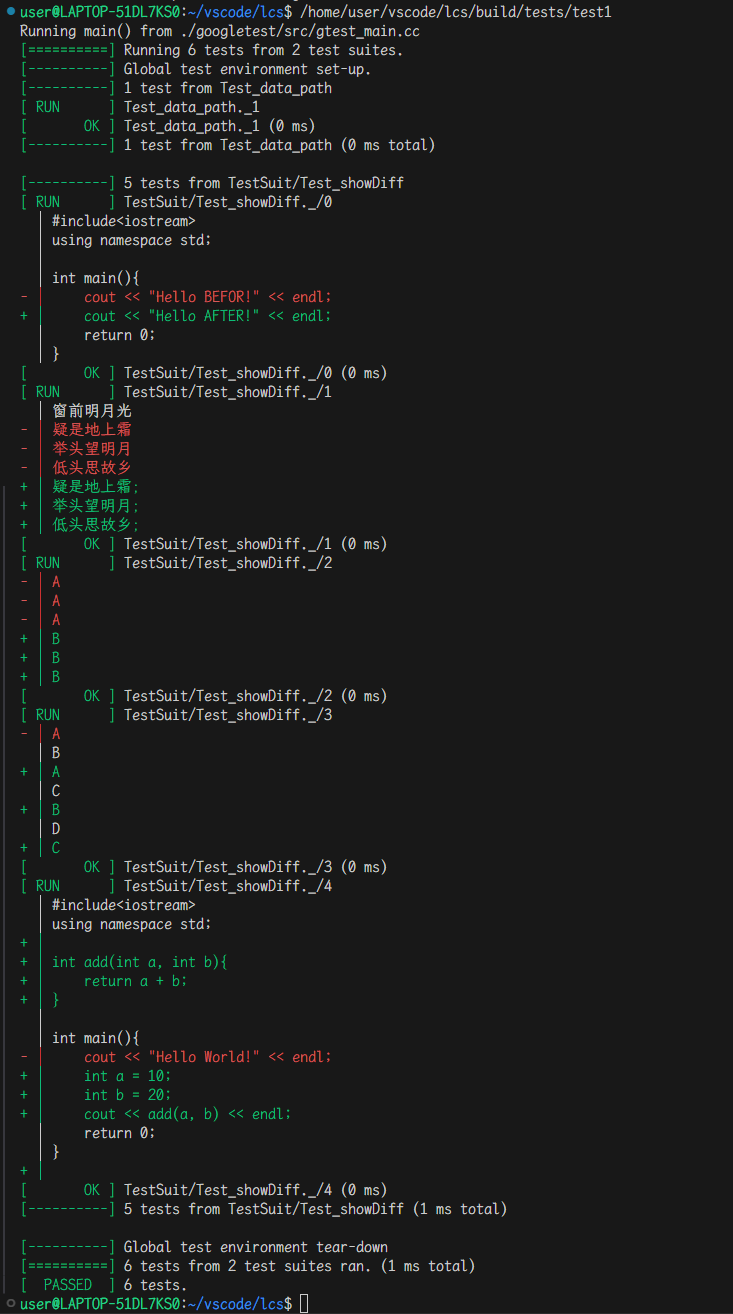 user@LAPTOP-51DL7KS0:~/vscode/lcs$ /home/user/vscode/lcs/build/tests/test1
Running main() from ./googletest/src/gtest_main.cc
[==========] Running 6 tests from 2 test suites.
[----------] Global test environment set-up.
[----------] 1 test from Test_data_path
[ RUN      ] Test_data_path._1
[       OK ] Test_data_path._1 (0 ms)
[----------] 1 test from Test_data_path (0 ms total)

[----------] 5 tests from TestSuit/Test_showDiff
[ RUN      ] TestSuit/Test_showDiff._/0
  | #include<iostream>
  | using namespace std;
  |
  | int main(){
- |     cout << "Hello BEFOR!" << endl;
+ |     cout << "Hello AFTER!" << endl;
  |     return 0;
  | }
[       OK ] TestSuit/Test_showDiff._/0 (0 ms)
[ RUN      ] TestSuit/Test_showDiff._/1
  | 窗前明月光
- | 疑是地上霜
- | 举头望明月
- | 低头思故乡
+ | 疑是地上霜;
+ | 举头望明月;
+ | 低头思故乡;
[       OK ] TestSuit/Test_showDiff._/1 (0 ms)
[ RUN      ] TestSuit/Test_showDiff._/2
- | A
- | A
- | A
+ | B
+ | B
+ | B
[       OK ] TestSuit/Test_showDiff._/2 (0 ms)
[ RUN      ] TestSuit/Test_showDiff._/3
- | A
  | B
+ | A
  | C
+ | B
  | D
+ | C
[       OK ] TestSuit/Test_showDiff._/3 (0 ms)
[ RUN      ] TestSuit/Test_showDiff._/4
  | #include<iostream>
  | using namespace std;
+ |
+ | int add(int a, int b){
+ |     return a + b;
+ | }
  |
  | int main(){
- |     cout << "Hello World!" << endl;
+ |     int a = 10;
+ |     int b = 20;
+ |     cout << add(a, b) << endl;
  |     return 0;
  | }
+ |
[       OK ] TestSuit/Test_showDiff._/4 (0 ms)
[----------] 5 tests from TestSuit/Test_showDiff (1 ms total)

[----------] Global test environment tear-down
[==========] 6 tests from 2 test suites ran. (1 ms total)
[  PASSED  ] 6 tests.
user@LAPTOP-51DL7KS0:~/vscode/lcs$